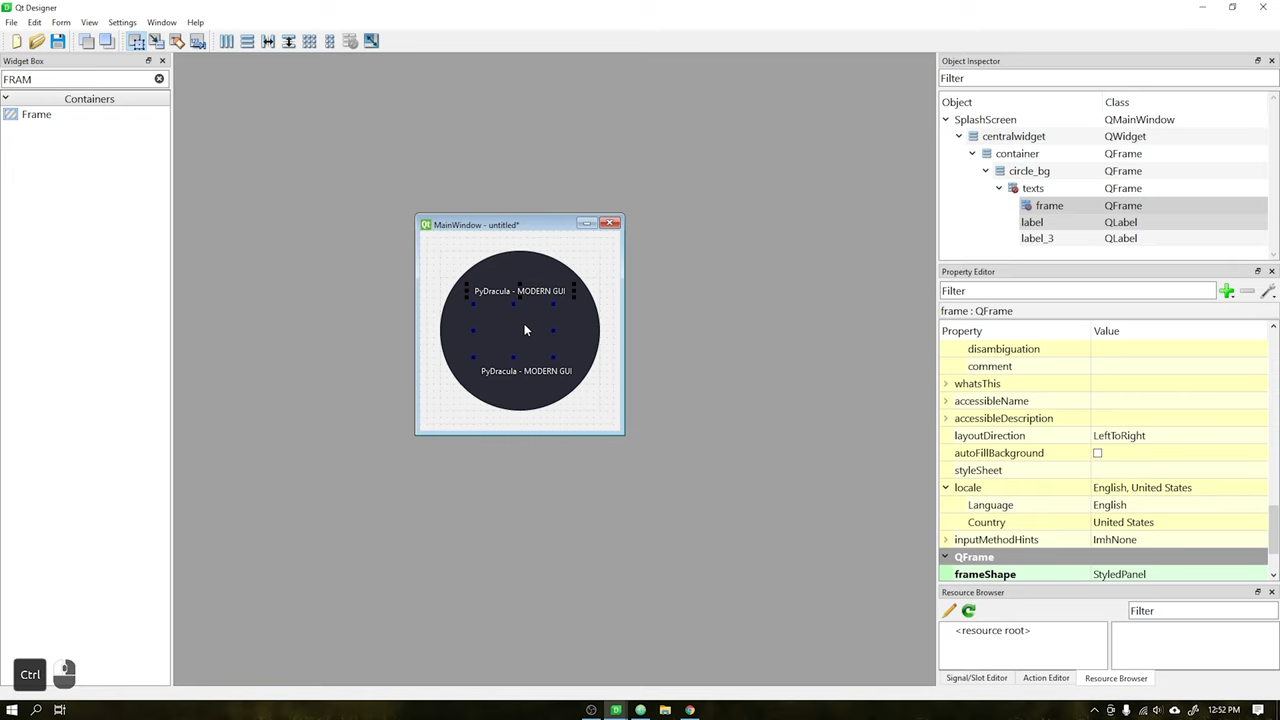 Qt Designer
File Edit Form View Settings Window Help
Widget Box
FRAM
Containers
Frame
MainWindow - untitled*
PyDracula - MODERN GUI
PyDracula - MODERN GUI
Object Inspector
Filter
Object Class
SplashScreen QMainWindow
centralwidget QWidget
container QFrame
circle_bg QFrame
texts QFrame
frame QFrame
label QLabel
label_3 QLabel
Property Editor
Filter
frame : QFrame
Property Value
disambiguation
comment
whatsThis
accessibleName
accessibleDescription
layoutDirection LeftToRight
autoFillBackground
styleSheet
locale English, United States
Language English
Country United States
inputMethodHints ImhNone
QFrame
frameShape StyledPanel
Resource Browser
Filter
<resource root>
Signal/Slot Editor Action Editor Resource Browser
Ctrl
12:52 PM